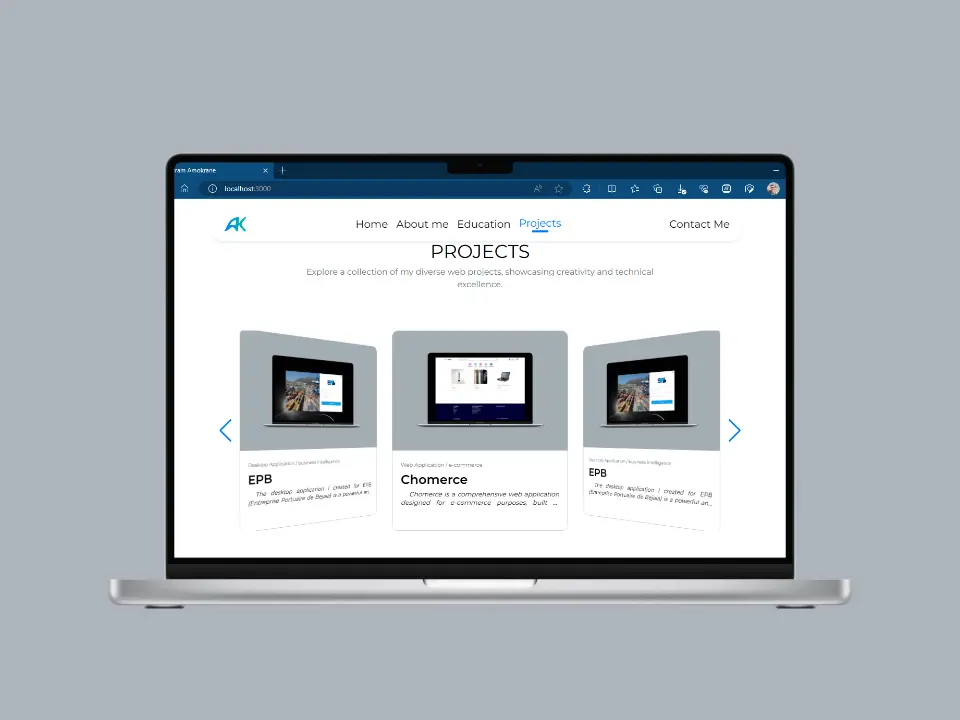 ram Amokrane
localhost:3000
AK
Home About me Education Projects Contact Me
PROJECTS
Explore a collection of my diverse web projects, showcasing creativity and technical
excellence.
Desktop Application / business intelligence
EPB
The desktop application I created for EPB
(Entreprise Portuaire de Bejaia) is a powerful an...
Web Application / e-commerce
Chomerce
Chomerce is a comprehensive web application
designed for e-commerce purposes, built ...
Desktop Application / business intelligence
EPB
The desktop application I created for EPB
(Entreprise Portuaire de Bejaia) is a powerful an...